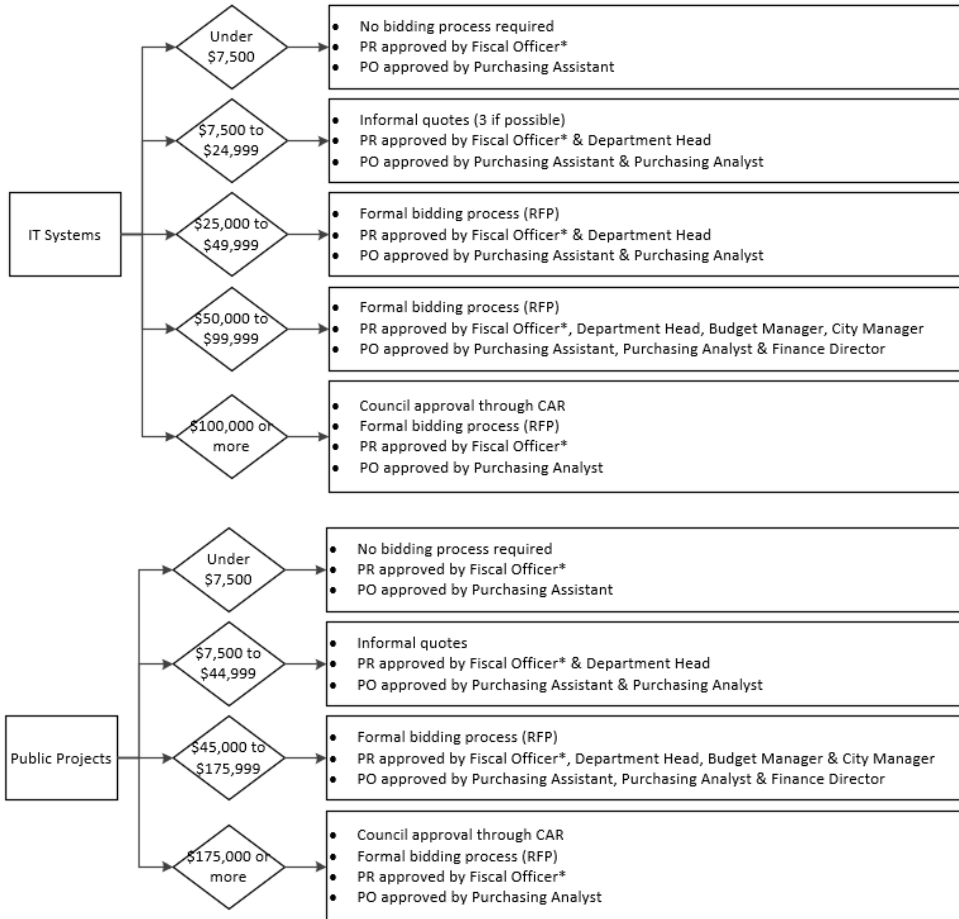 Under
$7,500
No bidding process required
PR approved by Fiscal Officer*
PO approved by Purchasing Assistant
$7,500 to
$24,999
Informal quotes (3 if possible)
PR approved by Fiscal Officer* & Department Head
PO approved by Purchasing Assistant & Purchasing Analyst
IT Systems
$25,000 to
$49,999
Formal bidding process (RFP)
PR approved by Fiscal Officer* & Department Head
PO approved by Purchasing Assistant & Purchasing Analyst
$50,000 to
$99,999
Formal bidding process (RFP)
PR approved by Fiscal Officer*, Department Head, Budget Manager, City Manager
PO approved by Purchasing Assistant, Purchasing Analyst & Finance Director
$100,000 or
more
Council approval through CAR
Formal bidding process (RFP)
PR approved by Fiscal Officer*
PO approved by Purchasing Analyst
Under
$7,500
No bidding process required
PR approved by Fiscal Officer*
PO approved by Purchasing Assistant
$7,500 to
$44,999
Informal quotes
PR approved by Fiscal Officer* & Department Head
PO approved by Purchasing Assistant & Purchasing Analyst
Public Projects
$45,000 to
$175,999
Formal bidding process (RFP)
PR approved by Fiscal Officer*, Department Head, Budget Manager & City Manager
PO approved by Purchasing Assistant, Purchasing Analyst & Finance Director
$175,000 or
more
Council approval through CAR
Formal bidding process (RFP)
PR approved by Fiscal Officer*
PO approved by Purchasing Analyst